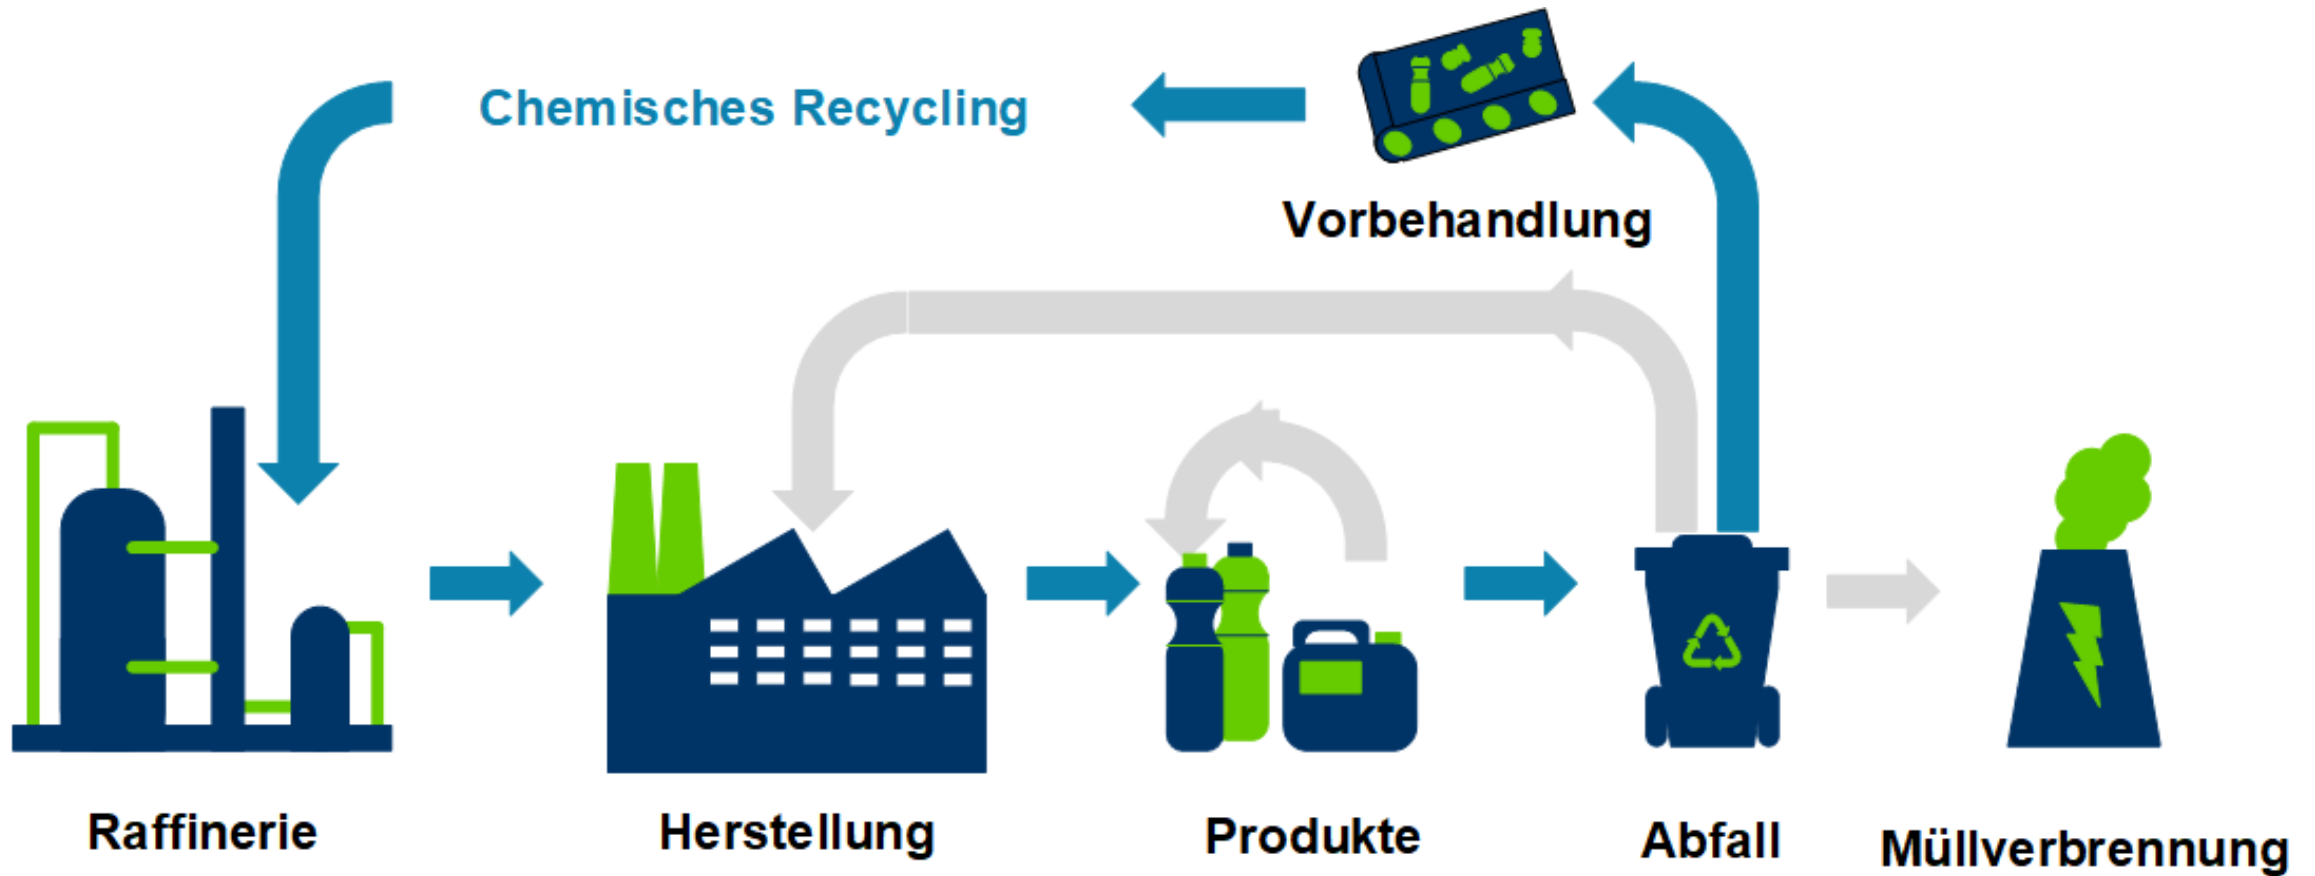 Chemisches Recycling
Vorbehandlung
Raffinerie
Herstellung
Produkte
Abfall
Müllverbrennung